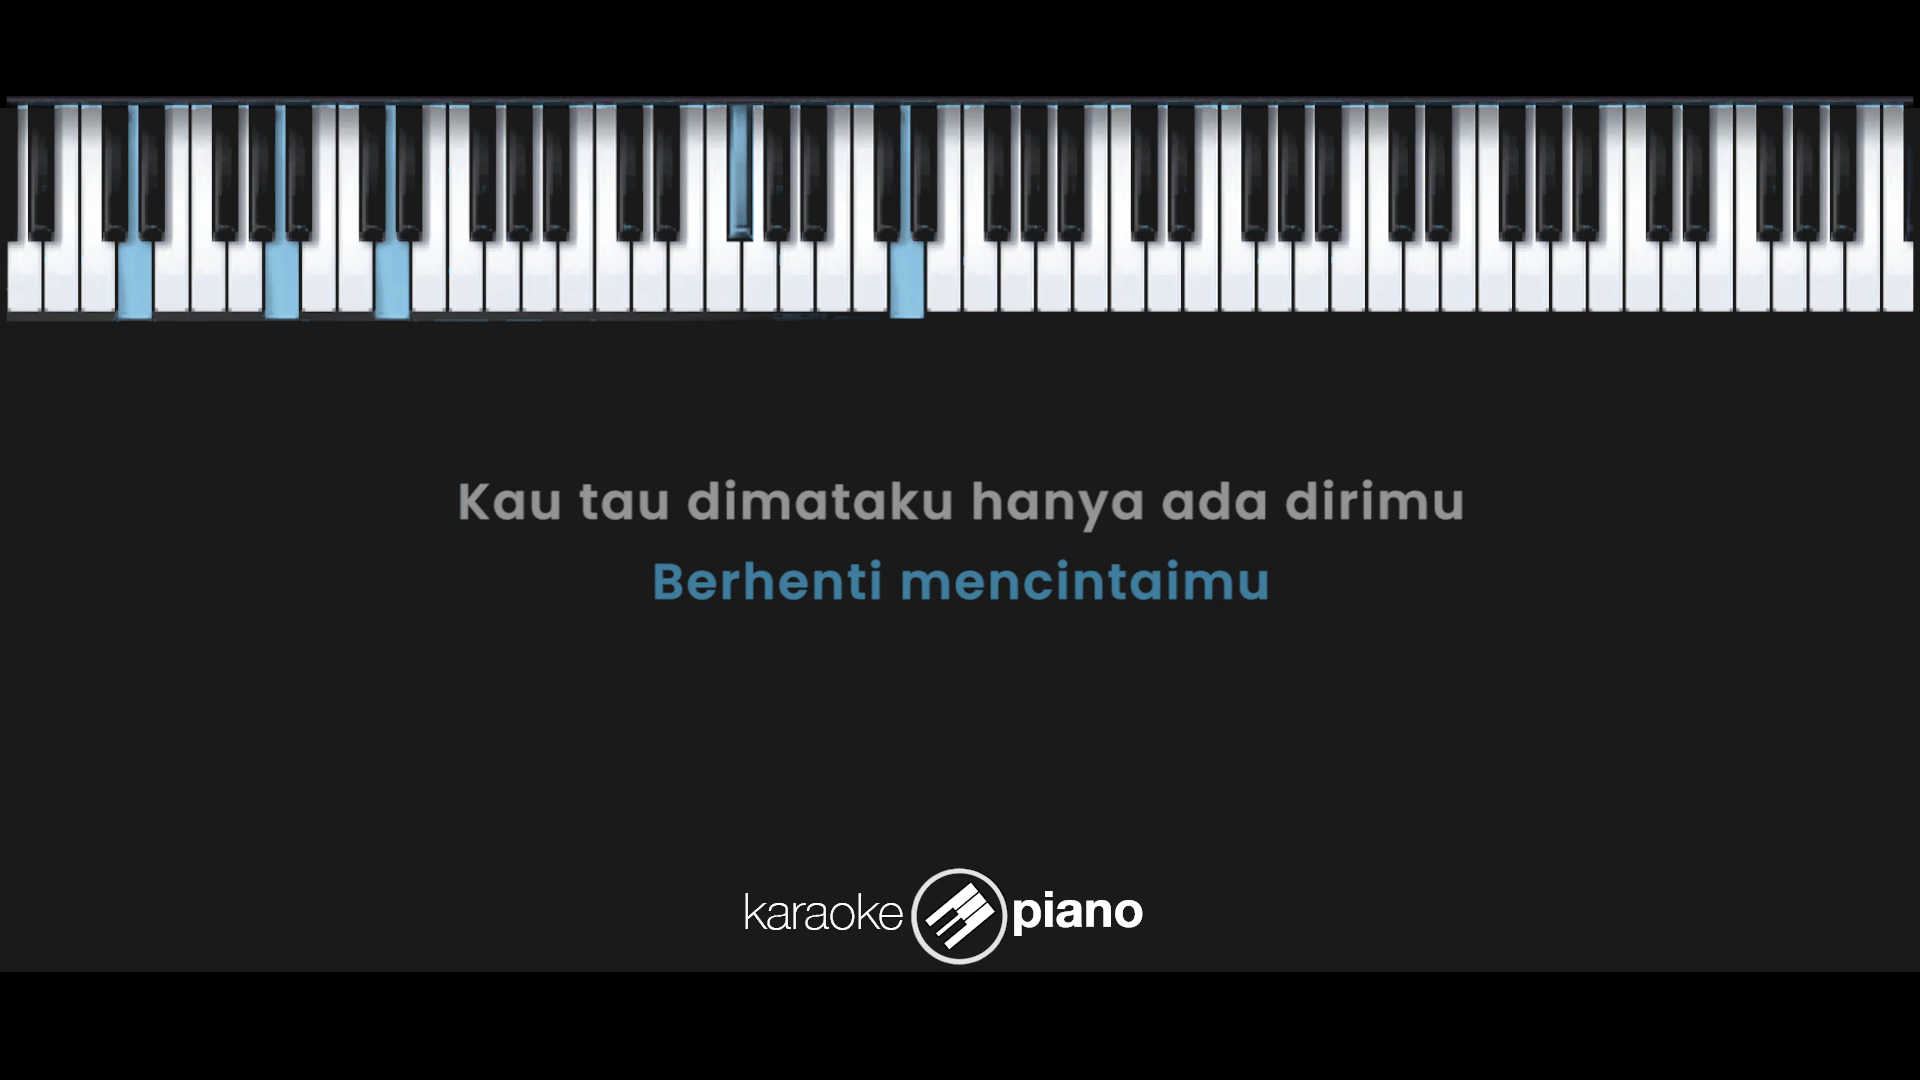 Kau tau dimataku hanya ada dirimu
Berhenti mencintaimu
karaoke piano